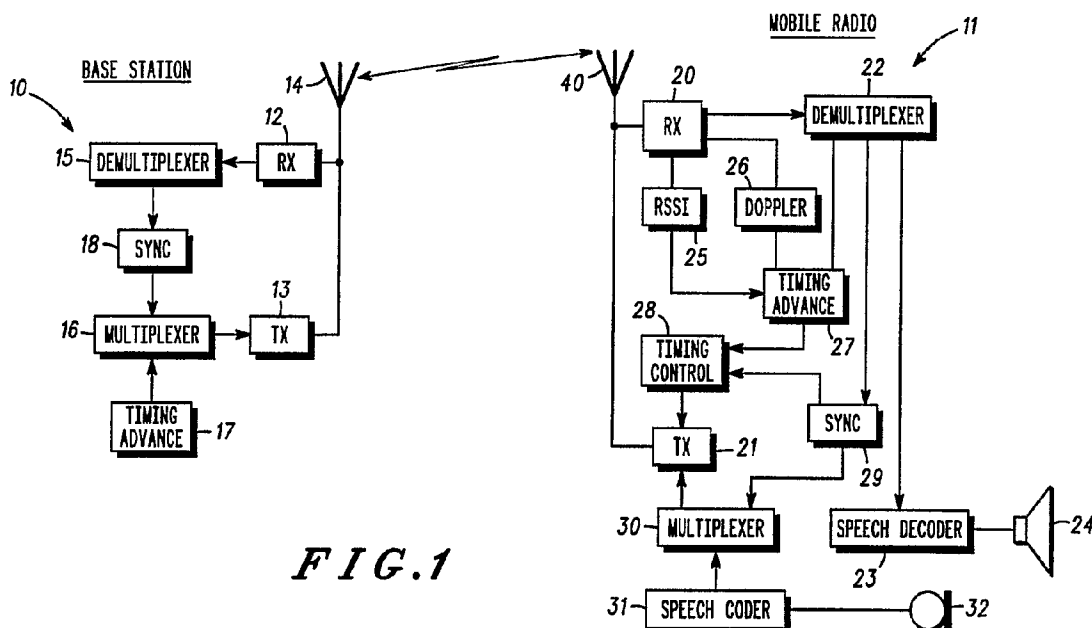 MOBILE RADIO
11
BASE STATION
10
14
40
20
22
12
RX
DEMULTIPLEXER
15
DEMULTIPLEXER
RX
26
RSSI
DOPPLER
18
SYNC
25
13
28
TIMING
ADVANCE
27
16
MULTIPLEXER
TX
TIMING
CONTROL
TIMING
ADVANCE
17
SYNC
29
TX
21
30
MULTIPLEXER
SPEECH DECODER
23
24
FIG.1
31
SPEECH CODER
32